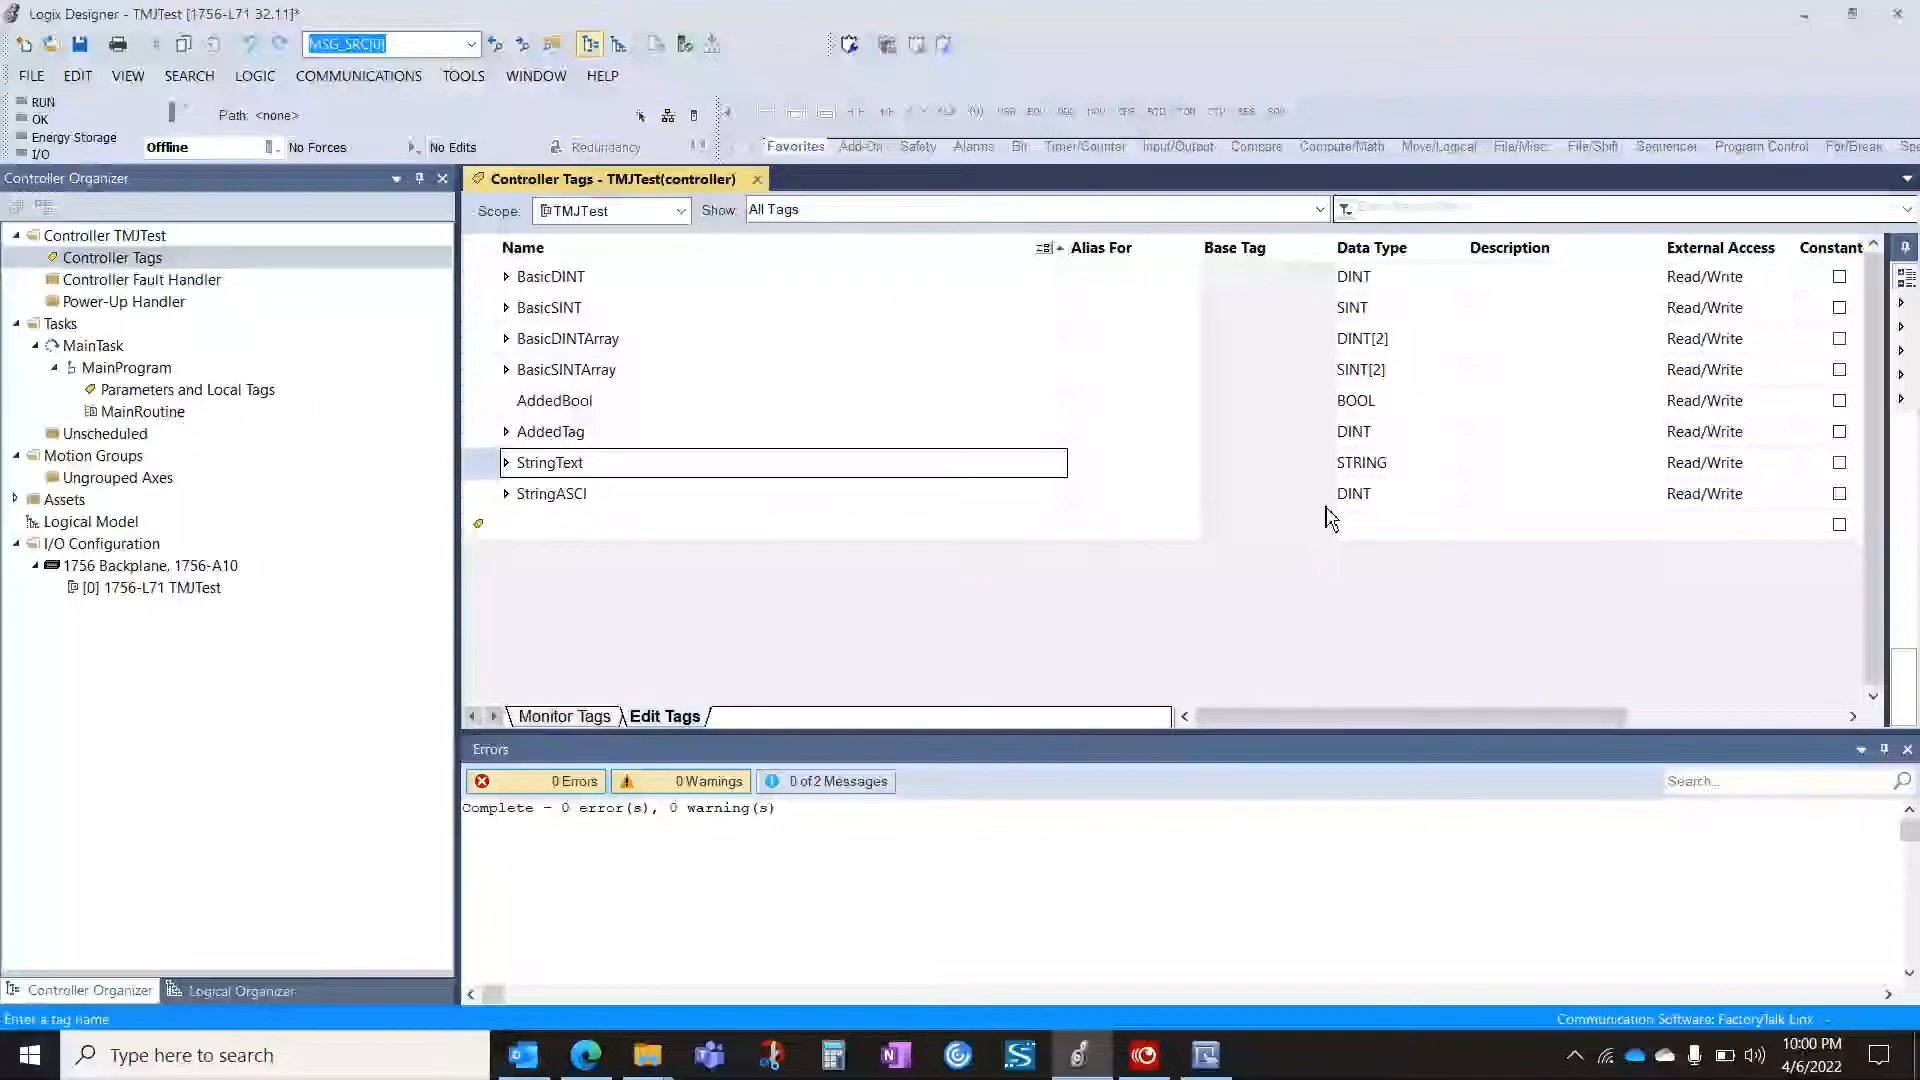 Logix Designer - TMJTest [1756-L71 32.11]*
MSG_SRC[0]
FILE EDIT VIEW SEARCH LOGIC COMMUNICATIONS TOOLS WINDOW HELP
RUN
OK
Energy Storage
I/O
Path: <none>
Offline No Forces No Edits Redundancy
Favorites Add-On Safety Alarms Bit Timer/Counter Input/Output Compare Compute/Math Move/Logical File/Misc. File/Shift Sequencer Program Control For/Break
Controller Organizer
Controller Tags - TMJTest(controller)
Scope: TMJTest Show: All Tags
Controller TMJTest
Controller Tags
Controller Fault Handler
Power-Up Handler
Tasks
MainTask
MainProgram
Parameters and Local Tags
MainRoutine
Unscheduled
Motion Groups
Ungrouped Axes
Assets
Logical Model
I/O Configuration
1756 Backplane, 1756-A10
[0] 1756-L71 TMJTest
Name Alias For Base Tag Data Type Description External Access Constant
BasicDINT DINT Read/Write
BasicSINT SINT Read/Write
BasicDINTArray DINT[2] Read/Write
BasicSINTArray SINT[2] Read/Write
AddedBool BOOL Read/Write
AddedTag DINT Read/Write
StringText STRING Read/Write
StringASCI DINT Read/Write
Monitor Tags Edit Tags
Errors
0 Errors 0 Warnings 0 of 2 Messages Search...
Complete - 0 error(s), 0 warning(s)
Controller Organizer Logical Organizer
Enter a tag name
Communication Software: FactoryTalk Linx
Type here to search
10:00 PM
4/6/2022